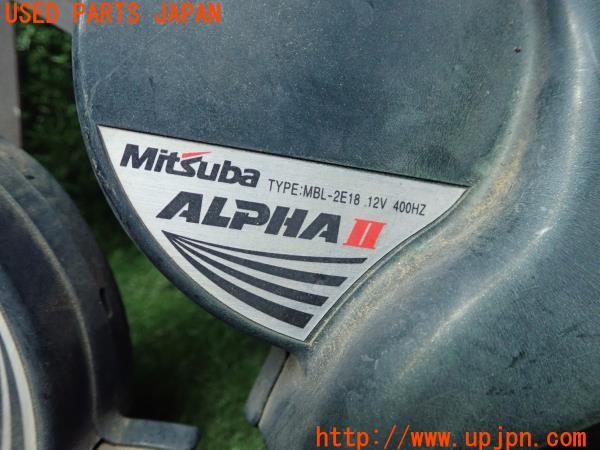 USED PARTS JAPAN
Mitsuba TYPE:MBL-2E18 .12V 400HZ
ALPHA II
http://www.upjpn.com